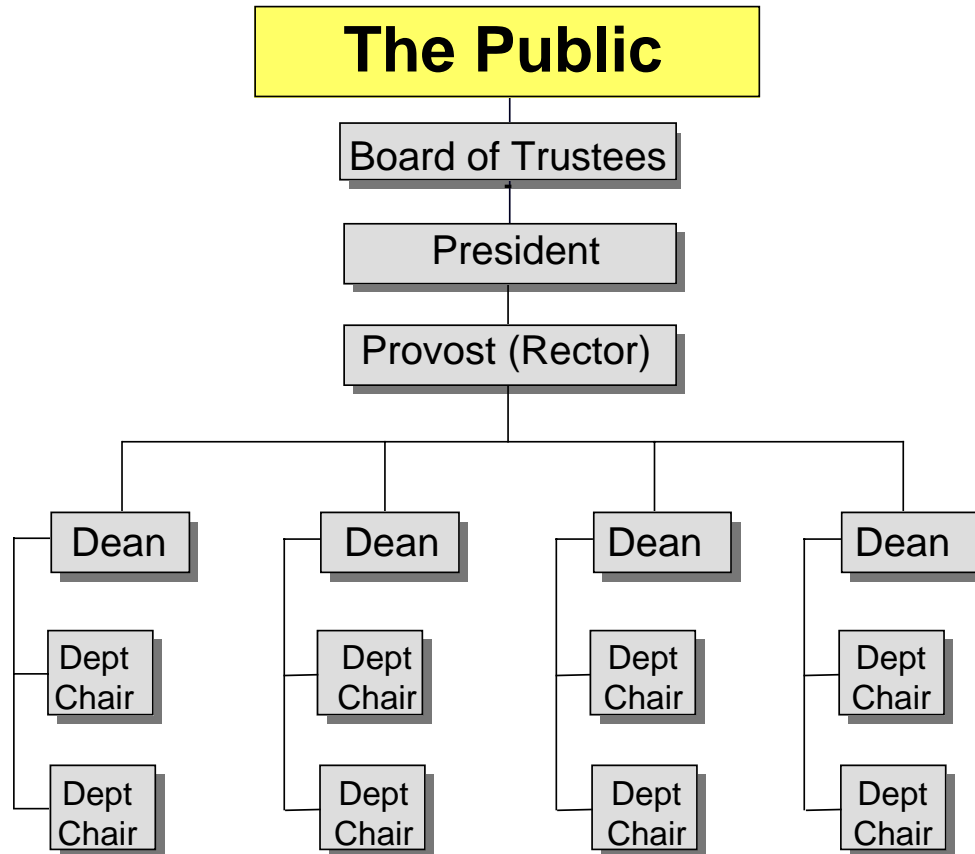 The Public
Board of Trustees
-
President
Provost (Rector)
Dean
Dean
Dean
Dean
Dept
Chair
Dept
Chair
Dept
Chair
Dept
Chair
Dept
Chair
Dept
Chair
Dept
Chair
Dept
Chair